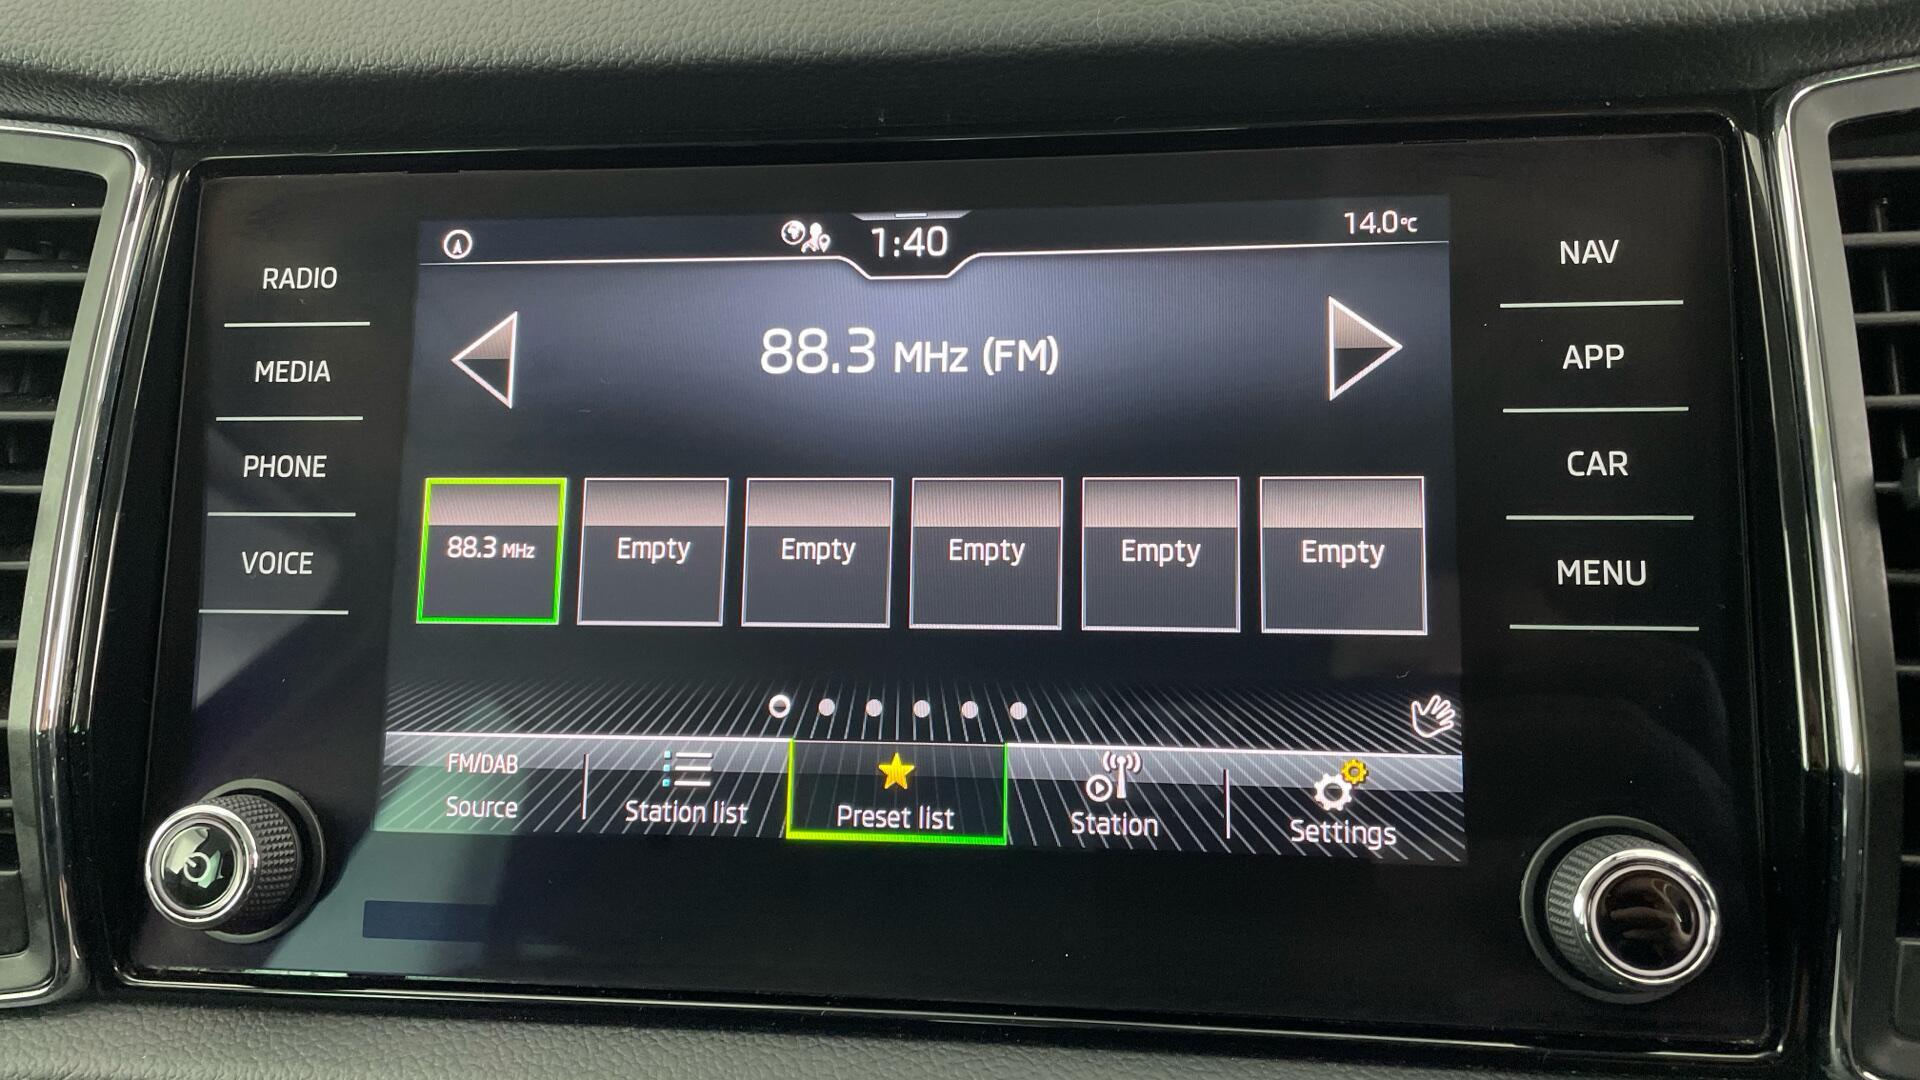 1:40
14.0°C
RADIO
MEDIA
PHONE
VOICE
88.3 MHz (FM)
88.3 MHz
Empty
Empty
Empty
Empty
Empty
FM/DAB
Source
Station list
Preset list
Station
Settings
NAV
APP
CAR
MENU